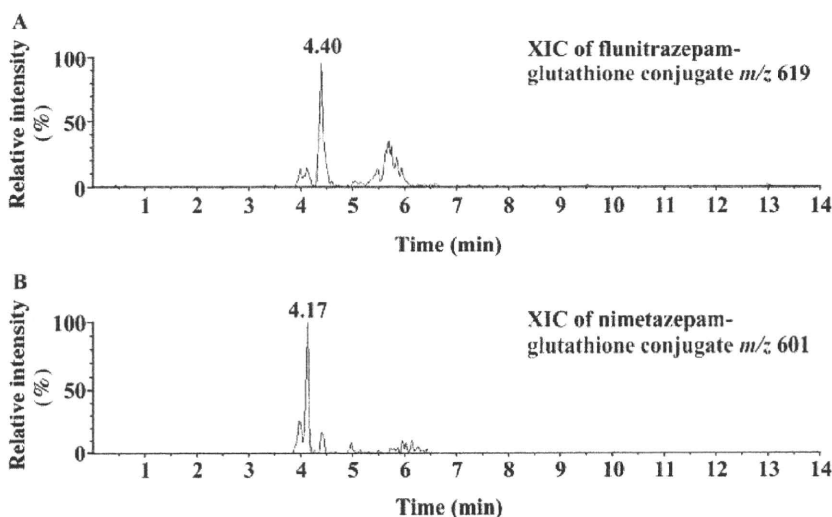 A
4.40
XIC of flunitrazepam-
glutathione conjugate m/z 619
Relative intensity
(%)
100
50
0
1 2 3 4 5 6 7 8 9 10 11 12 13 14
Time (min)
B
4.17
XIC of nimetazepam-
glutathione conjugate m/z 601
Relative intensity
(%)
100
50
0
1 2 3 4 5 6 7 8 9 10 11 12 13 14
Time (min)